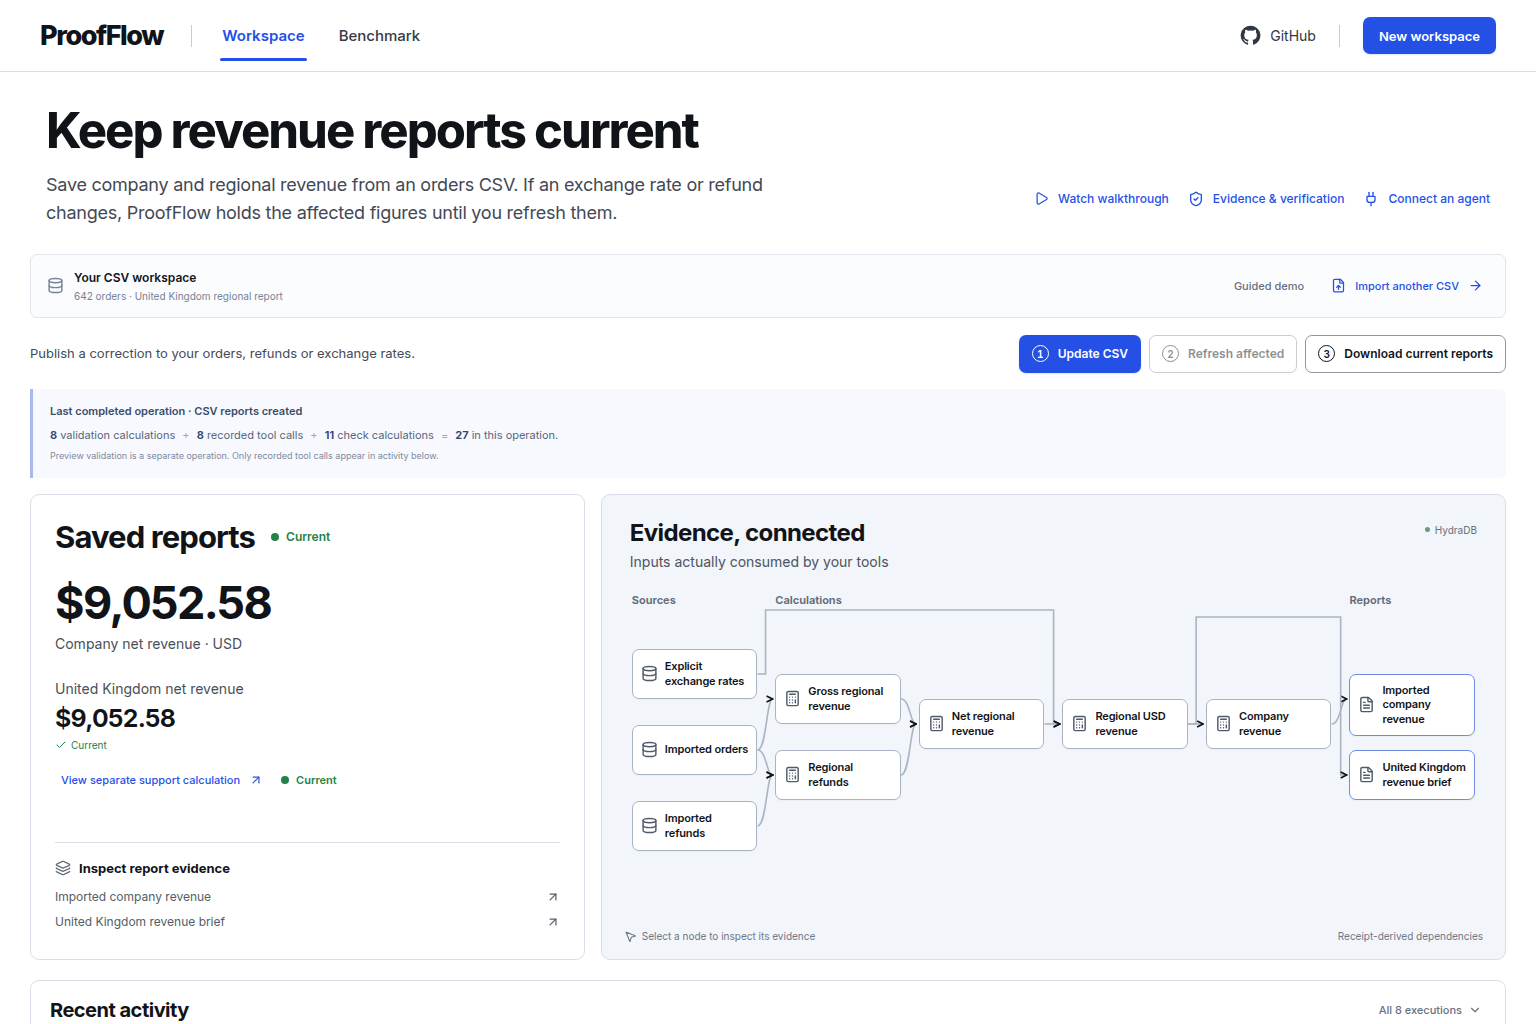 ProofFlow
Workspace
Benchmark
GitHub
New workspace
Keep revenue reports current
Save company and regional revenue from an orders CSV. If an exchange rate or refund
changes, ProofFlow holds the affected figures until you refresh them.
Watch walkthrough
Evidence & verification
Connect an agent
Your CSV workspace
642 orders · United Kingdom regional report
Guided demo
Import another CSV
Publish a correction to your orders, refunds or exchange rates.
1 Update CSV
2 Refresh affected
3 Download current reports
Last completed operation · CSV reports created
8 validation calculations + 8 recorded tool calls + 11 check calculations = 27 in this operation.
Preview validation is a separate operation. Only recorded tool calls appear in activity below.
Saved reports
Current
$9,052.58
Company net revenue · USD
United Kingdom net revenue
$9,052.58
Current
View separate support calculation
Current
Inspect report evidence
Imported company revenue
United Kingdom revenue brief
Evidence, connected
HydraDB
Inputs actually consumed by your tools
Sources
Calculations
Reports
Explicit
exchange rates
Imported orders
Imported
refunds
Gross regional
revenue
Regional
refunds
Net regional
revenue
Regional USD
revenue
Company
revenue
Imported
company
revenue
United Kingdom
revenue brief
Select a node to inspect its evidence
Receipt-derived dependencies
Recent activity
All 8 executions